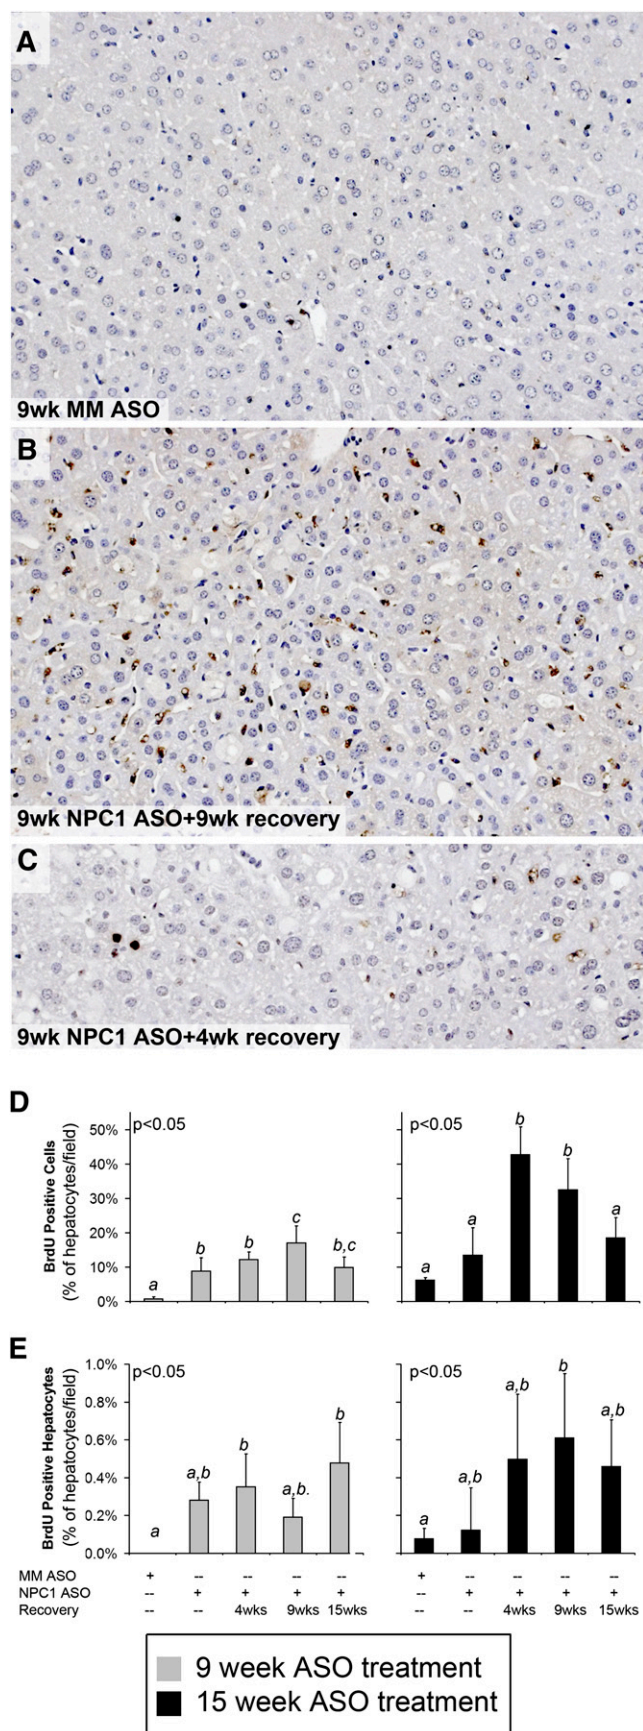 A
9wk MM ASO
B
9wk NPC1 ASO+9wk recovery
C
9wk NPC1 ASO+4wk recovery
D
BrdU Positive Cells
(% of hepatocytes/field)
50%
40%
30%
20%
10%
0%
p<0.05
a
b
b
c
b,c
p<0.05
a
a
b
b
a
E
BrdU Positive Hepatocytes
(% of hepatocytes/field)
1.0%
0.8%
0.6%
0.4%
0.2%
0.0%
p<0.05
a
a,b
b
a,b.
b
p<0.05
a
a,b
a,b
b
a,b
MM ASO + -- -- -- -- + -- -- -- --
NPC1 ASO -- + + + + -- + + + +
Recovery -- -- 4wks 9wks 15wks -- -- 4wks 9wks 15wks
9 week ASO treatment
15 week ASO treatment